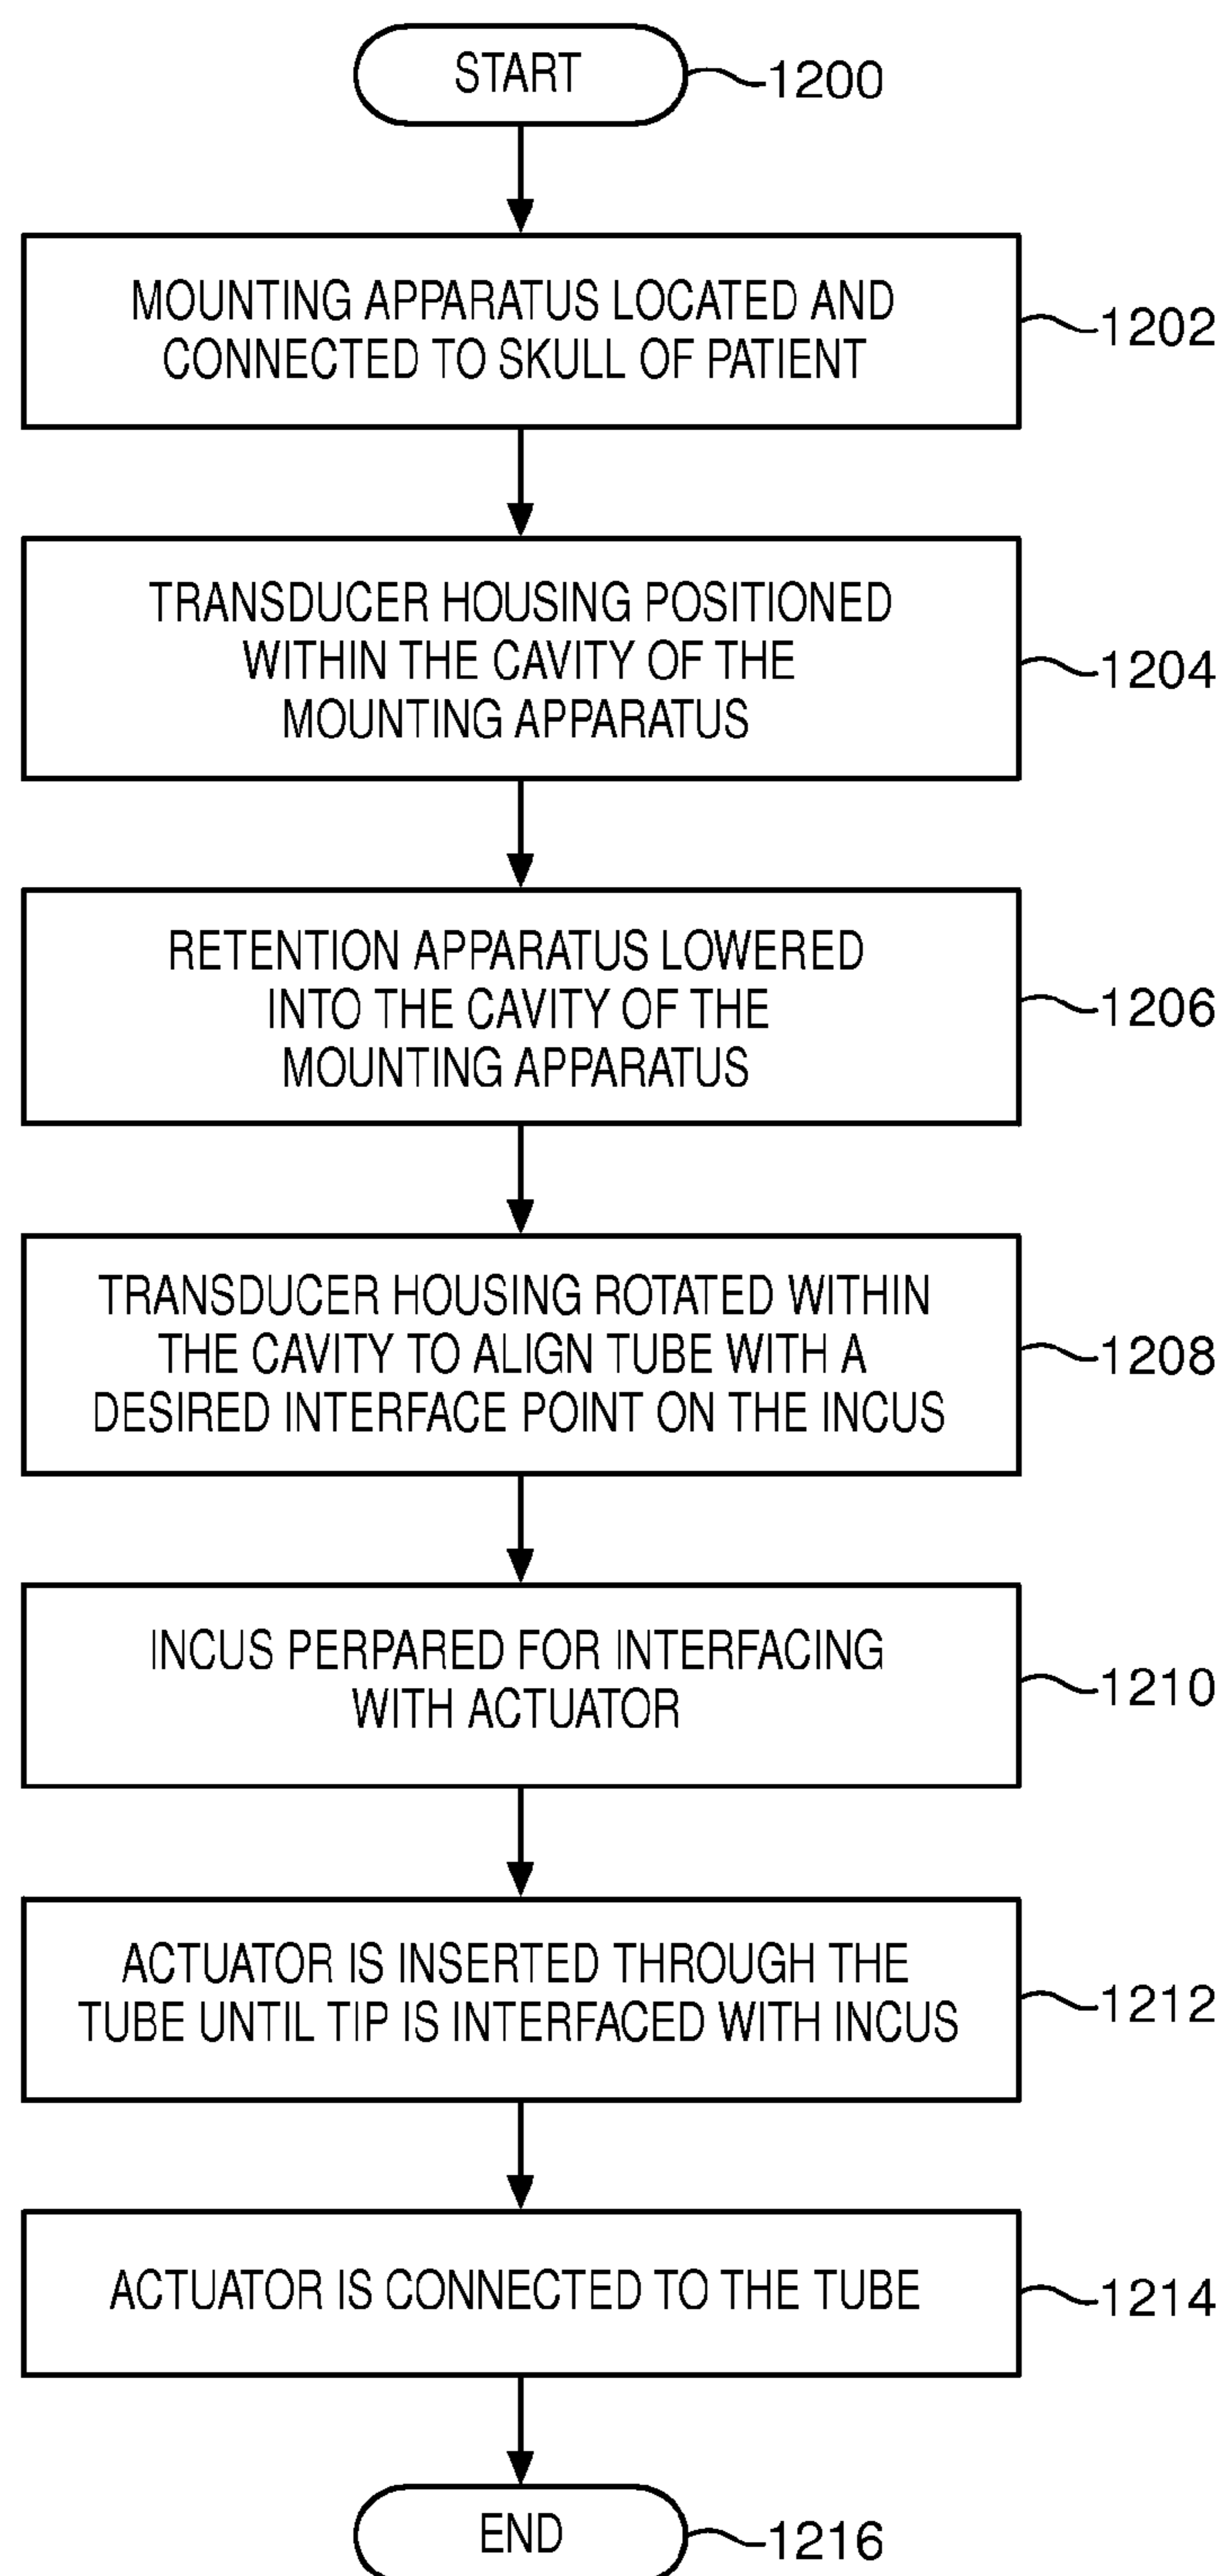 START
1200
MOUNTING APPARATUS LOCATED AND
CONNECTED TO SKULL OF PATIENT
1202
TRANSDUCER HOUSING POSITIONED
WITHIN THE CAVITY OF THE
MOUNTING APPARATUS
1204
RETENTION APPARATUS LOWERED
INTO THE CAVITY OF THE
MOUNTING APPARATUS
1206
TRANSDUCER HOUSING ROTATED WITHIN
THE CAVITY TO ALIGN TUBE WITH A
DESIRED INTERFACE POINT ON THE INCUS
1208
INCUS PERPARED FOR INTERFACING
WITH ACTUATOR
1210
ACTUATOR IS INSERTED THROUGH THE
TUBE UNTIL TIP IS INTERFACED WITH INCUS
1212
ACTUATOR IS CONNECTED TO THE TUBE
1214
END
1216